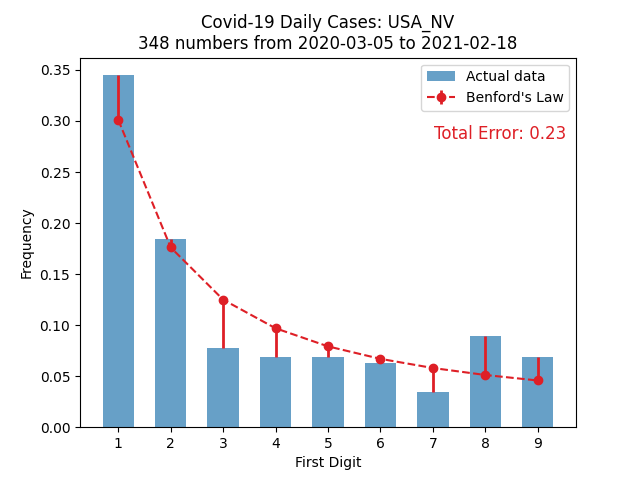 Covid-19 Daily Cases: USA_NV
348 numbers from 2020-03-05 to 2021-02-18
Actual data
Benford's Law
Total Error: 0.23
Frequency
0.35
0.30
0.25
0.20
0.15
0.10
0.05
0.00
1 2 3 4 5 6 7 8 9
First Digit